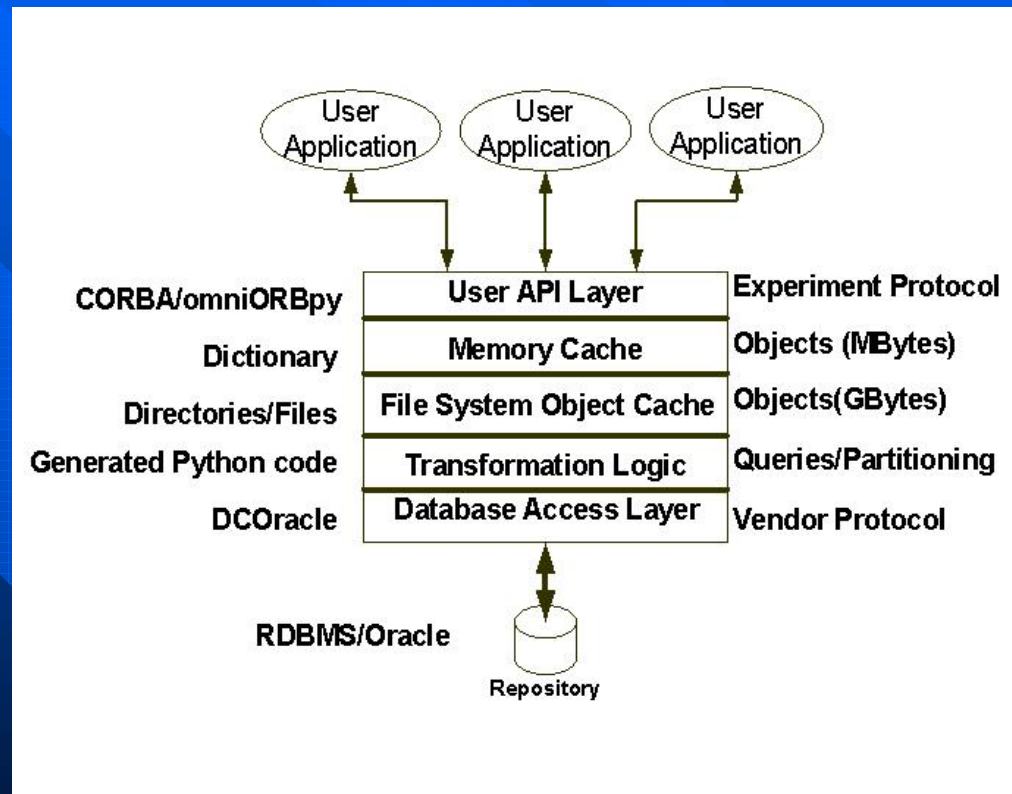 User
Application
User
Application
User
Application
CORBA/omniORBpy
User API Layer
Experiment Protocol
Dictionary
Memory Cache
Objects (MBytes)
Directories/Files
File System Object Cache
Objects(GBytes)
Generated Python code
Transformation Logic
Queries/Partitioning
DCOracle
Database Access Layer
Vendor Protocol
RDBMS/Oracle
Repository